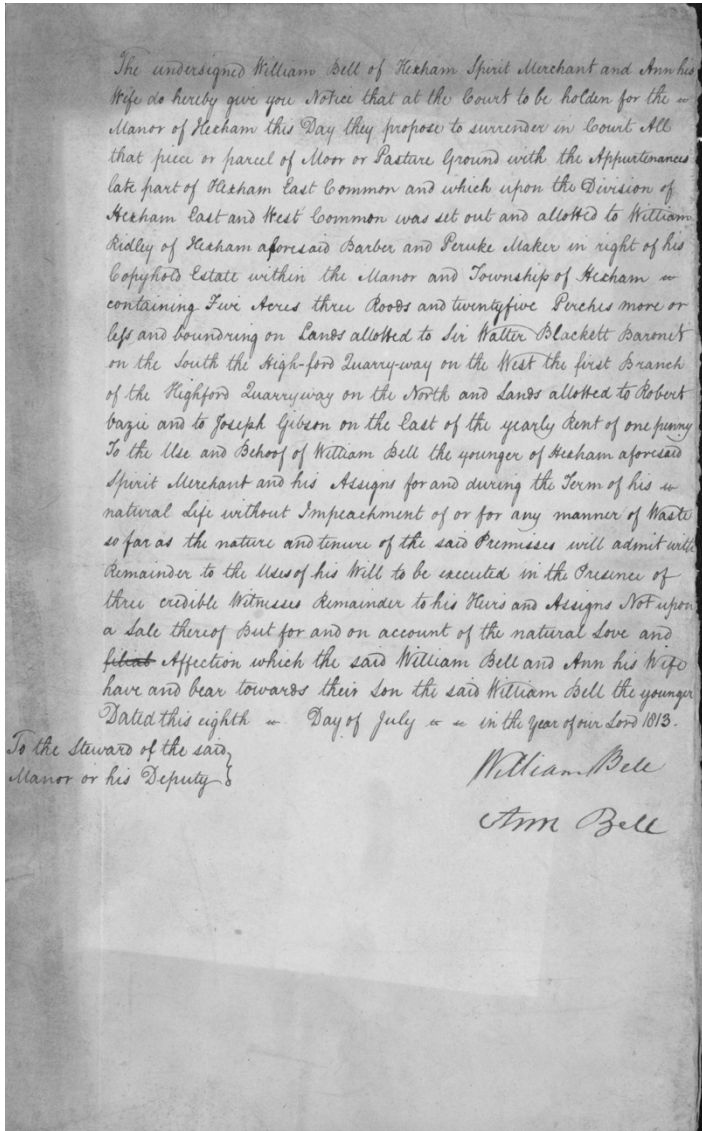 The undersigned William Bell of Hexham Spirit Merchant and Ann his
Wife do hereby give you Notice that at the Court to be holden for the
Manor of Hexham this Day they propose to surrender in Court All
that piece or parcel of Moor or Pasture Ground with the Appurtenances
late part of Hexham East Common and which upon the Division of
Hexham East and West Common was set out and allotted to William
Ridley of Hexham aforesaid Barber and Peruke Maker in right of his
Copyhold Estate within the Manor and Township of Hexham
containing Five Acres three Roods and twentyfive Perches more or
less and boundring on Lands allotted to Sir Walter Blackett Baronet
on the South the High-ford Quarry-way on the West the first Branch
of the Highford Quarryway on the North and Lands allotted to Robert
Vazie and to Joseph Gibson on the East of the yearly Rent of one penny
To the Use and Behoof of William Bell the younger of Hexham aforesaid
Spirit Merchant and his Assigns for and during the Term of his
natural Life without Impeachment of or for any manner of Waste
so far as the nature and tenure of the said Premisses will admit with
Remainder to the Uses of his Will to be executed in the Presence of
three credible Witnesses Remainder to his Heirs and Assigns Not upon
a Sale thereof But for and on account of the natural Love and
filial Affection which the said William Bell and Ann his Wife
have and bear towards their Son the said William Bell the younger
Dated this eighth Day of July in the Year of our Lord 1813.
To the Steward of the said
Manor or his Deputy
William Bell
Ann Bell